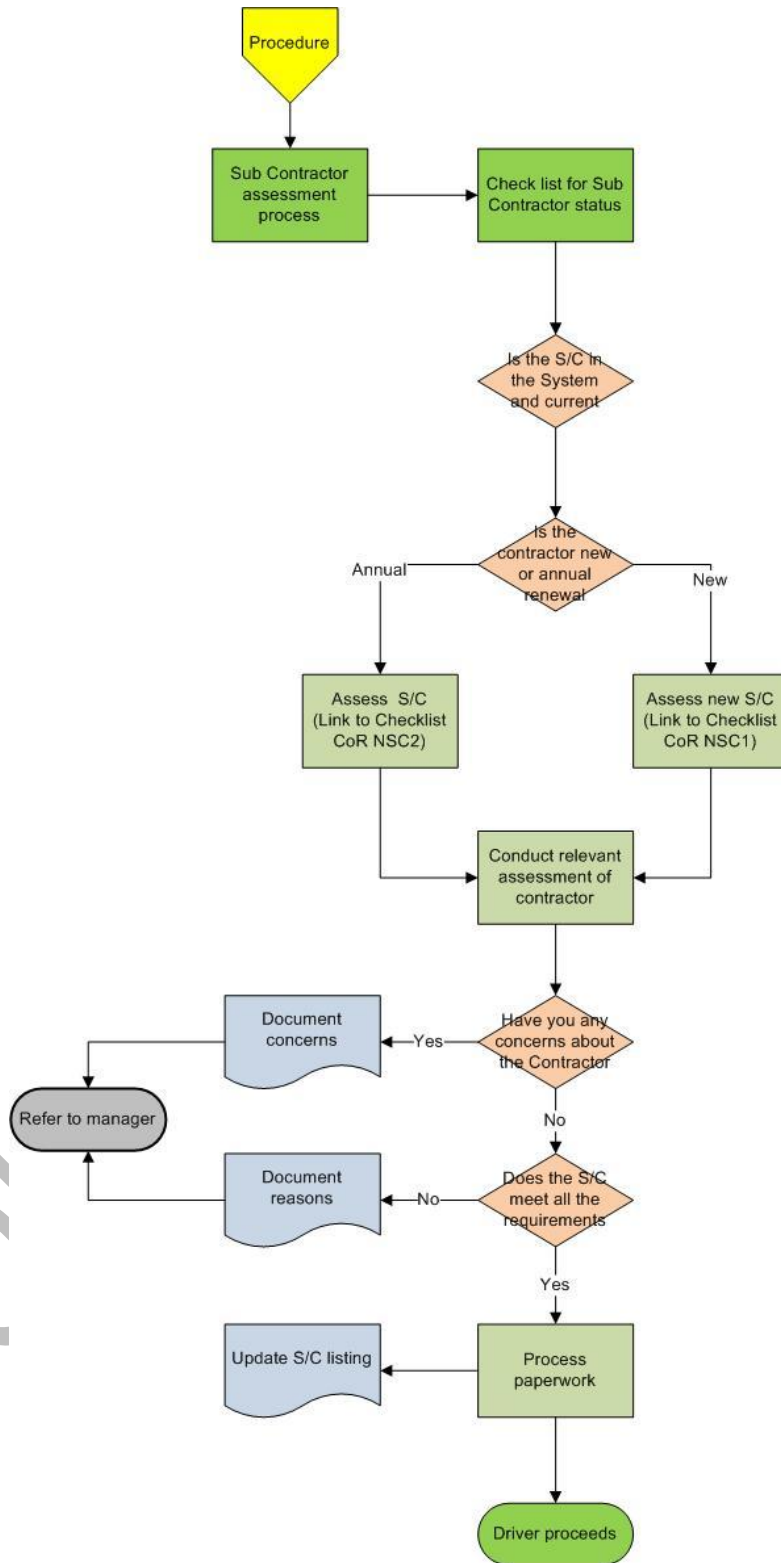 Procedure
Sub Contractor
assessment
process
Check list for Sub
Contractor status
Is the S/C in
the System
and current
Is the
contractor new
or annual
renewal
Annual
New
Assess S/C
(Link to Checklist
CoR NSC2)
Assess new S/C
(Link to Checklist
CoR NSC1)
Conduct relevant
assessment of
contractor
Have you any
concerns about
the Contractor
Yes
Document
concerns
Refer to manager
No
Does the S/C
meet all the
requirements
No
Document
reasons
Yes
Process
paperwork
Update S/C listing
Driver proceeds